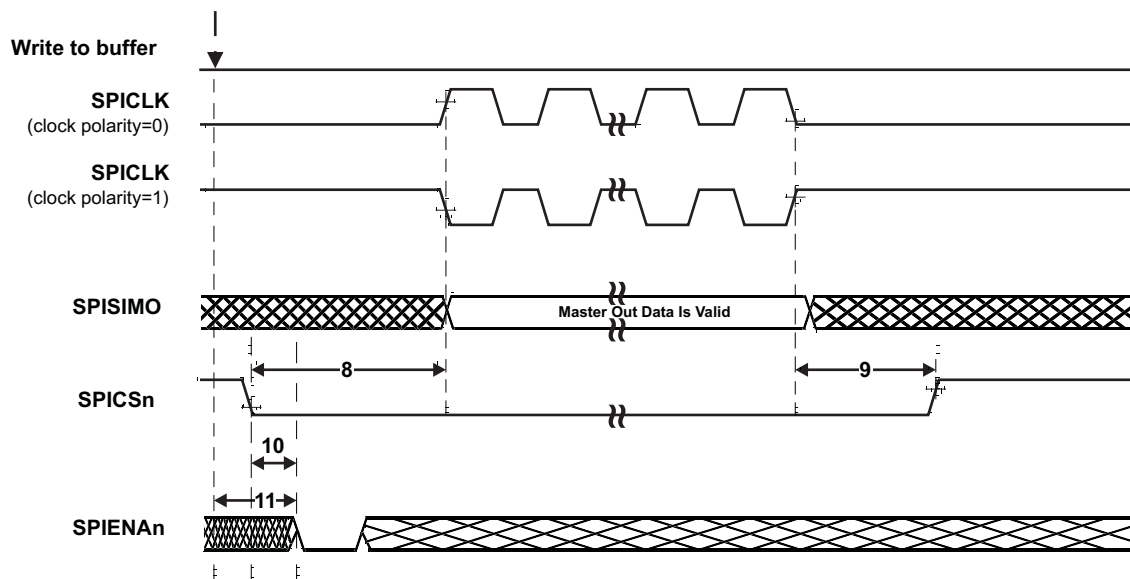 Write to buffer
SPICLK
(clock polarity=0)
SPICLK
(clock polarity=1)
SPISIMO
Master Out Data Is Valid
8
9
SPICSn
10
11
SPIENAn